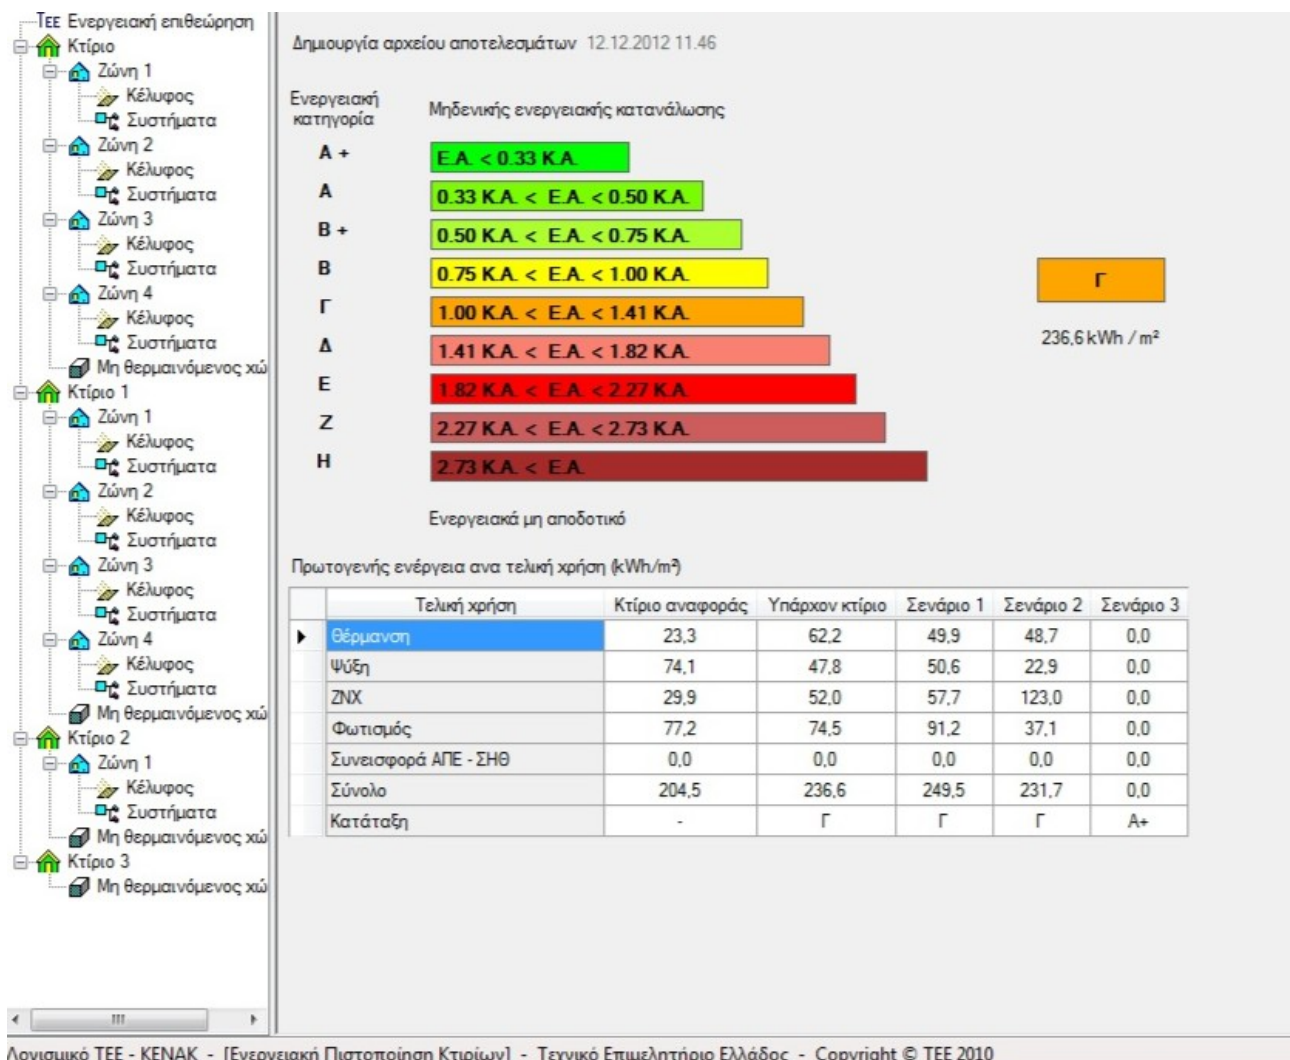 ΤΕΕ Ενεργειακή επιθεώρηση
Κτίριο
Ζώνη 1
Κέλυφος
Συστήματα
Ζώνη 2
Κέλυφος
Συστήματα
Ζώνη 3
Κέλυφος
Συστήματα
Ζώνη 4
Κέλυφος
Συστήματα
Μη θερμαινόμενος χώ
Κτίριο 1
Ζώνη 1
Κέλυφος
Συστήματα
Ζώνη 2
Κέλυφος
Συστήματα
Ζώνη 3
Κέλυφος
Συστήματα
Ζώνη 4
Κέλυφος
Συστήματα
Μη θερμαινόμενος χώ
Κτίριο 2
Ζώνη 1
Κέλυφος
Συστήματα
Μη θερμαινόμενος χώ
Κτίριο 3
Μη θερμαινόμενος χώ
Δημιουργία αρχείου αποτελεσμάτων 12.12.2012 11.46
Ενεργειακή
κατηγορία
Μηδενικής ενεργειακής κατανάλωσης
A + E.A. < 0.33 K.A.
A 0.33 K.A. < E.A. < 0.50 K.A.
B + 0.50 K.A. < E.A. < 0.75 K.A.
B 0.75 K.A. < E.A. < 1.00 K.A.
Γ 1.00 K.A. < E.A. < 1.41 K.A.
Δ 1.41 K.A. < E.A. < 1.82 K.A.
E 1.82 K.A. < E.A. < 2.27 K.A.
Z 2.27 K.A. < E.A. < 2.73 K.A.
H 2.73 K.A. < E.A.
Γ
236,6 kWh / m²
Ενεργειακά μη αποδοτικό
Πρωτογενής ενέργεια ανα τελική χρήση (kWh/m²)
Τελική χρήση Κτίριο αναφοράς Υπάρχον κτίριο Σενάριο 1 Σενάριο 2 Σενάριο 3
Θέρμανση 23,3 62,2 49,9 48,7 0,0
Ψύξη 74,1 47,8 50,6 22,9 0,0
ΖΝΧ 29,9 52,0 57,7 123,0 0,0
Φωτισμός 77,2 74,5 91,2 37,1 0,0
Συνεισφορά ΑΠΕ - ΣΗΘ 0,0 0,0 0,0 0,0 0,0
Σύνολο 204,5 236,6 249,5 231,7 0,0
Κατάταξη - Γ Γ Γ A+
Λογισμικό ΤΕΕ - ΚΕΝΑΚ - [Ενεργειακή Πιστοποίηση Κτιρίων] - Τεχνικό Επιμελητήριο Ελλάδος - Copyright © TEE 2010